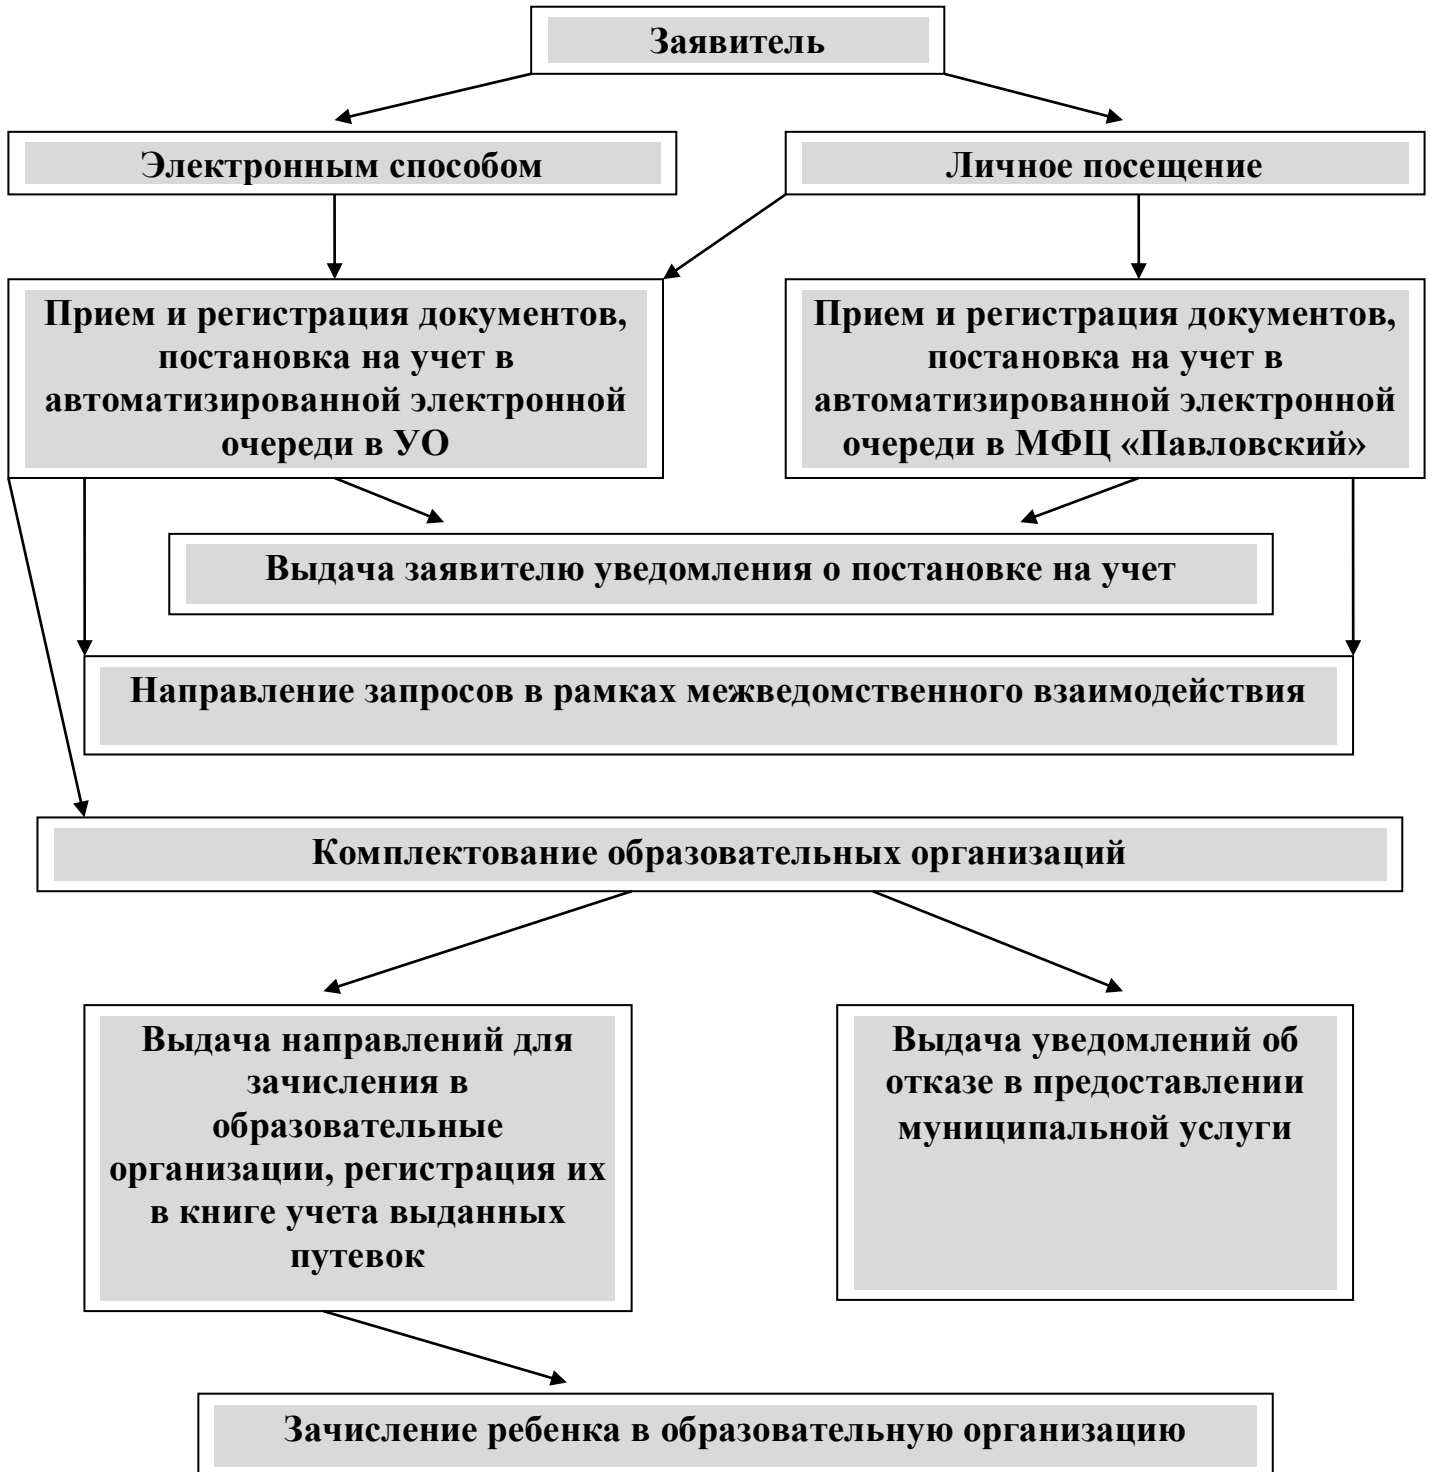 Заявитель
Электронным способом
Личное посещение
Прием и регистрация документов,
постановка на учет в
автоматизированной электронной
очереди в УО
Прием и регистрация документов,
постановка на учет в
автоматизированной электронной
очереди в МФЦ «Павловский»
Выдача заявителю уведомления о постановке на учет
Направление запросов в рамках межведомственного взаимодействия
Комплектование образовательных организаций
Выдача направлений для
зачисления в
образовательные
организации, регистрация их
в книге учета выданных
путевок
Выдача уведомлений об
отказе в предоставлении
муниципальной услуги
Зачисление ребенка в образовательную организацию